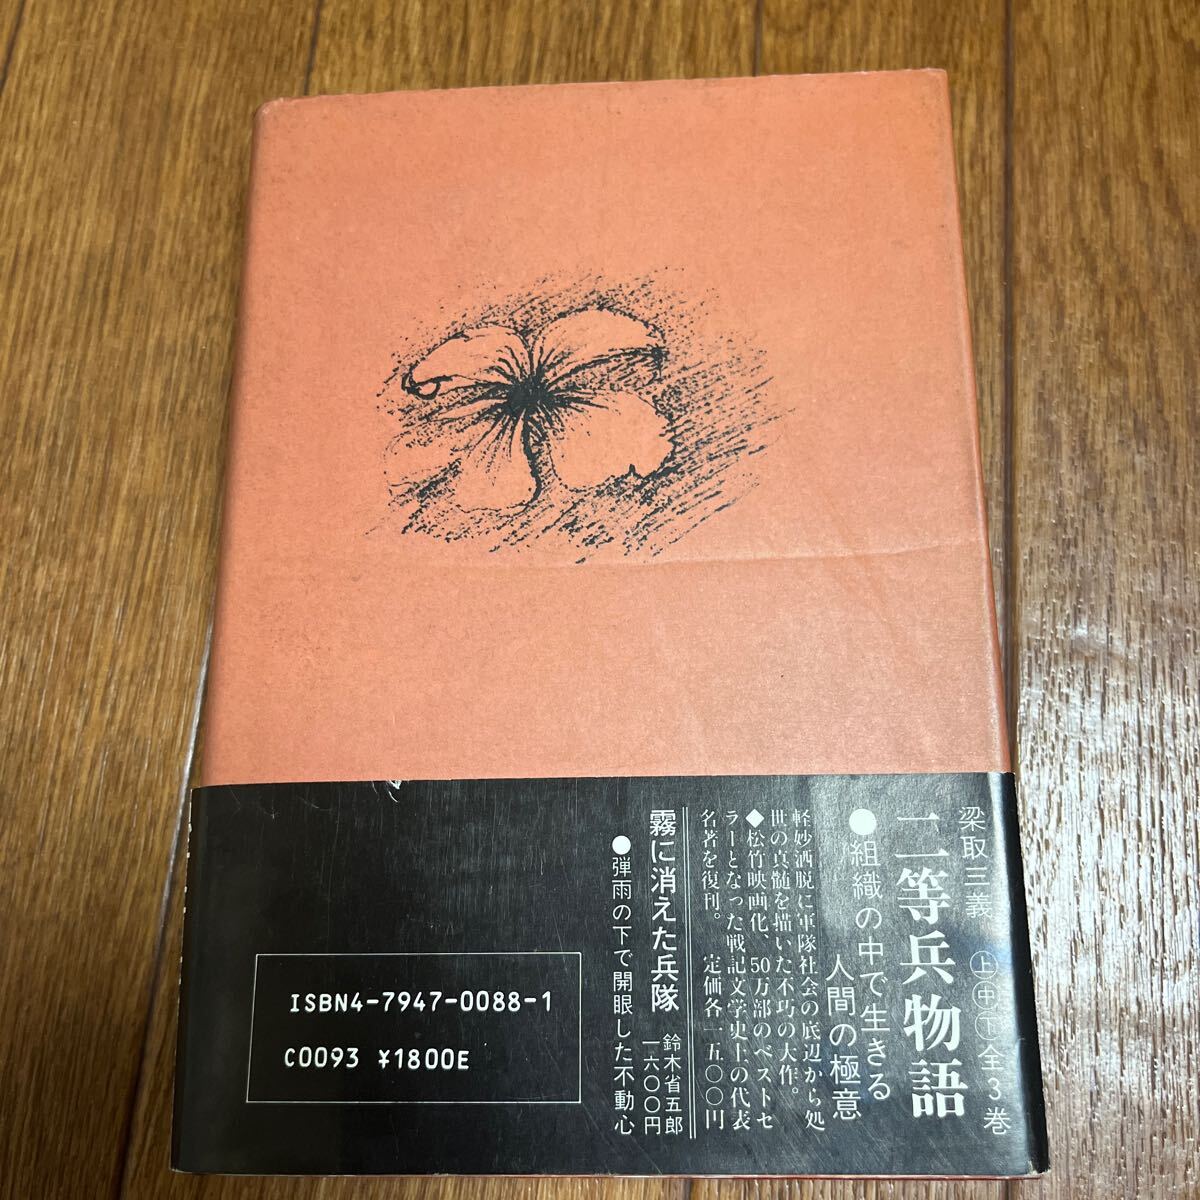 梁取三義 上中下 全3巻
二等兵物語
●組織の中で生きる
人間の極意
軽妙洒脱に軍隊社会の底辺から処
世の真髄を描いた不巧の大作。
◆松竹映画化、50万部のベストセ
ラーとなった戦記文学史上の代表
名著を復刊。 定価各一五〇〇円
霧に消えた兵隊 鈴木省五郎
一六〇〇円
●弾雨の下で開眼した不動心
ISBN4-7947-0088-1
C0093 ¥1800E